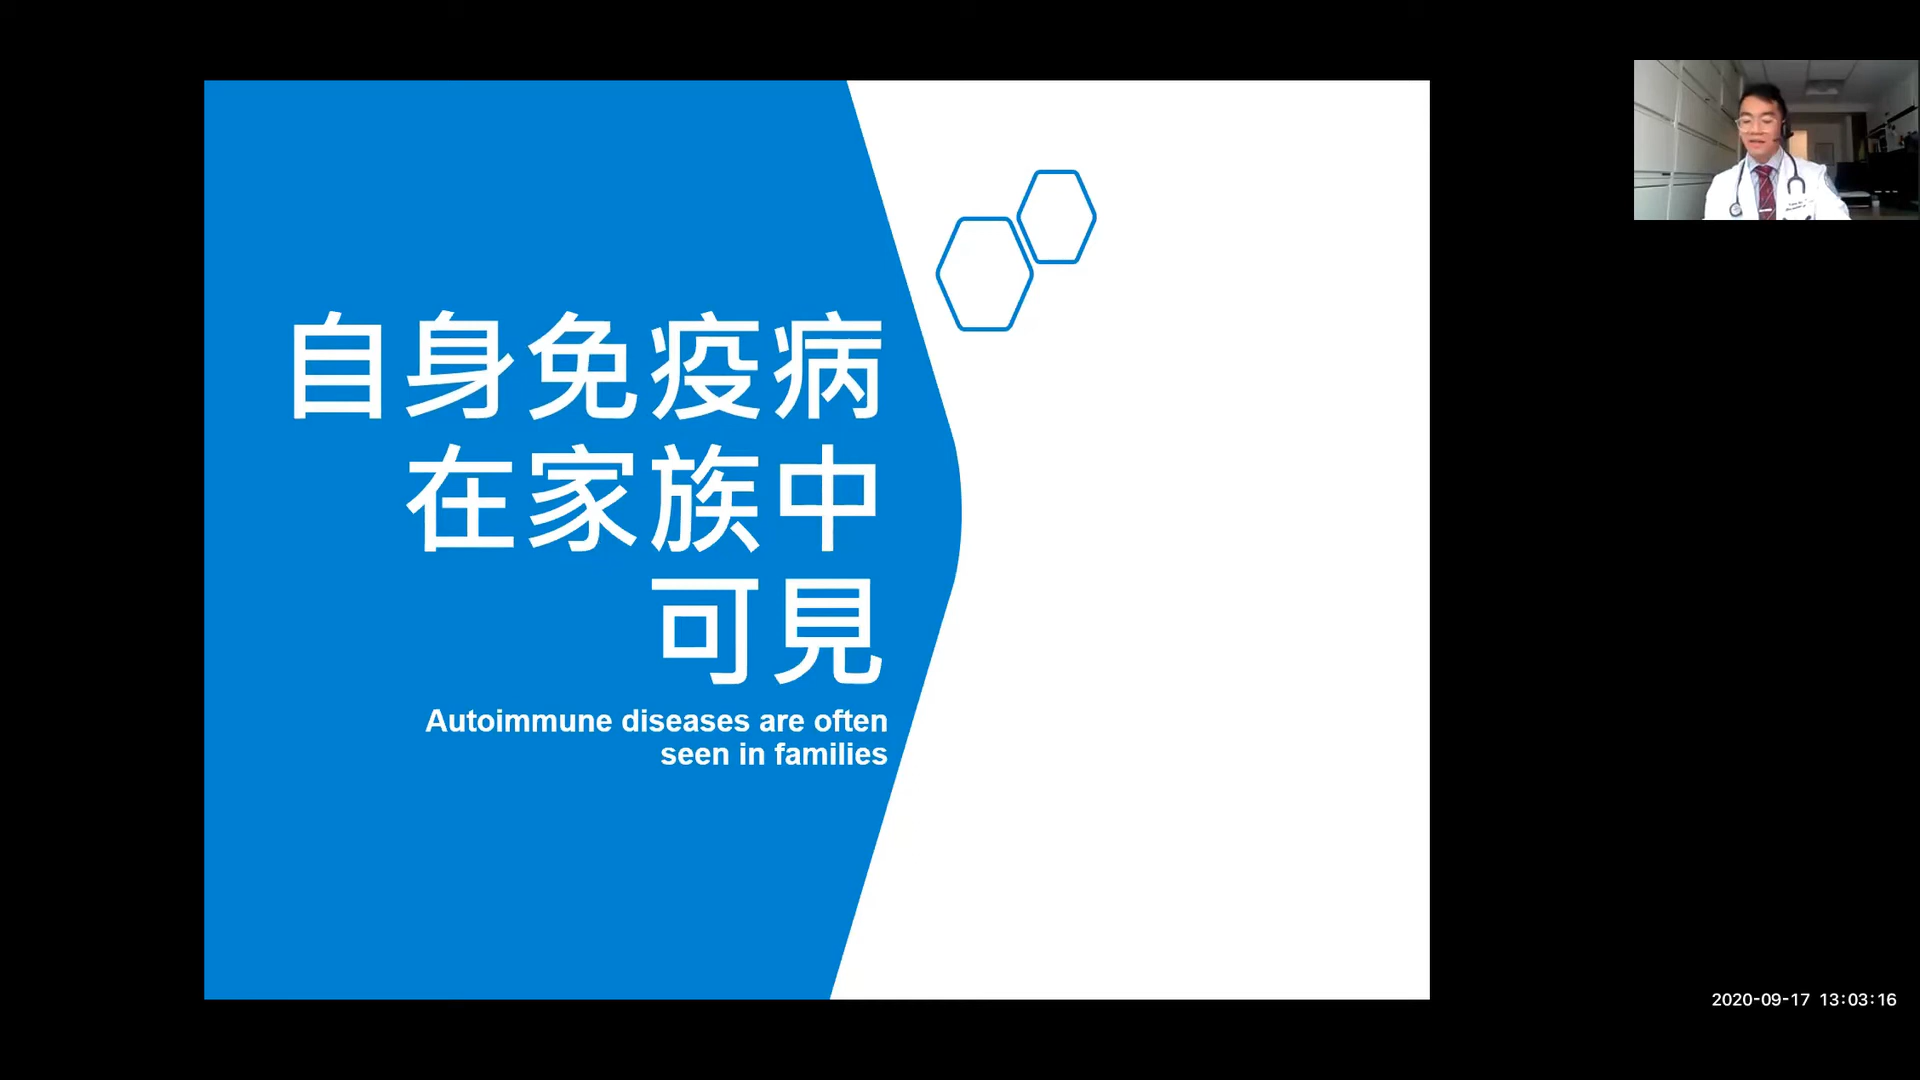 自身免疫病
在家族中
可見
Autoimmune diseases are often
seen in families
2020-09-17 13:03:16